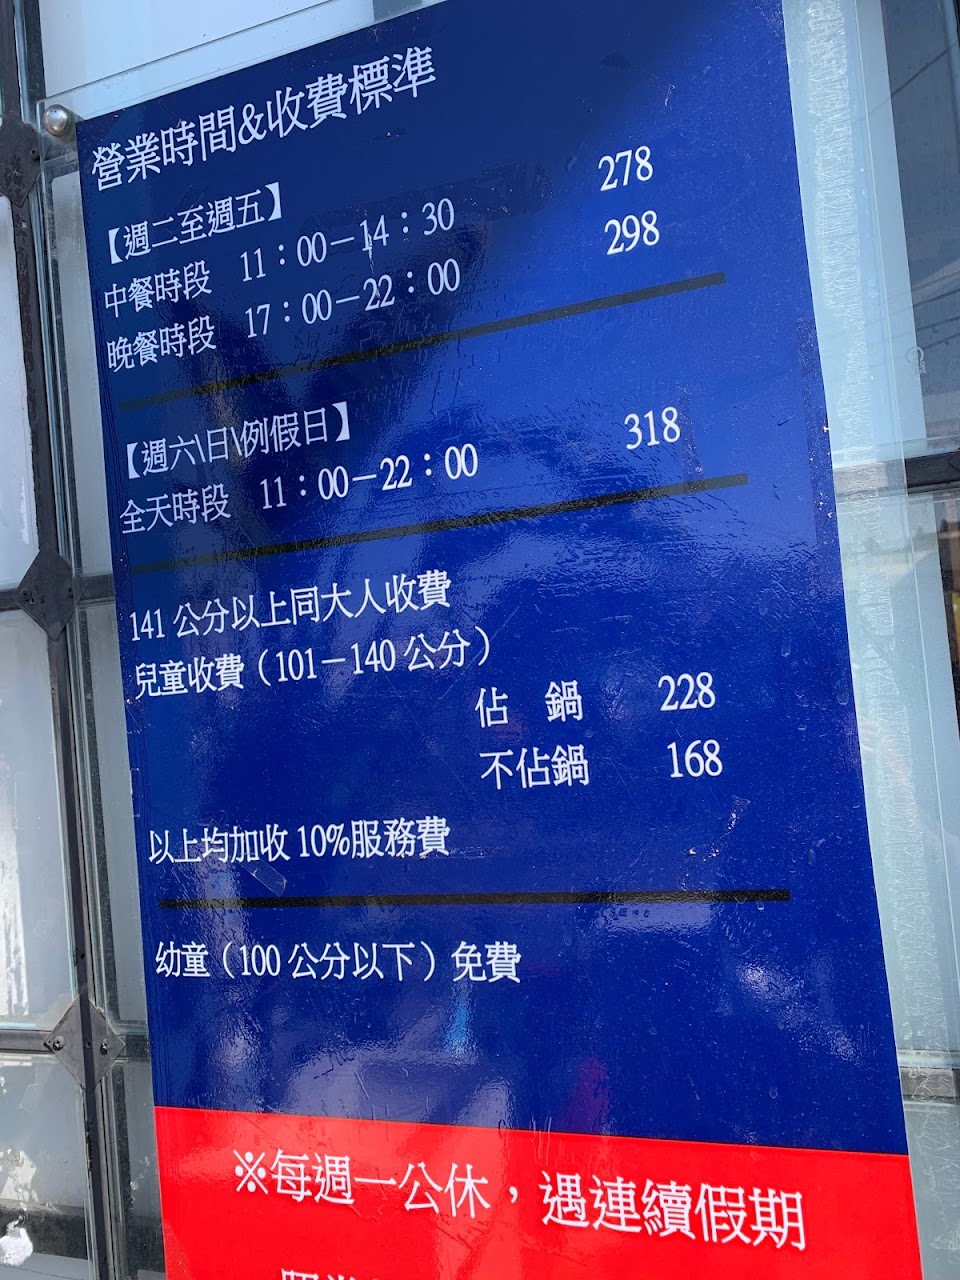 營業時間&收費標準
【週二至週五】
中餐時段 11：00－14：30 278
晚餐時段 17：00－22：00 298
【週六\日\例假日】
全天時段 11：00－22：00 318
141 公分以上同大人收費
兒童收費（101－140 公分）
佔 鍋 228
不佔鍋 168
以上均加收 10%服務費
幼童（100 公分以下）免費
※每週一公休，遇連續假期